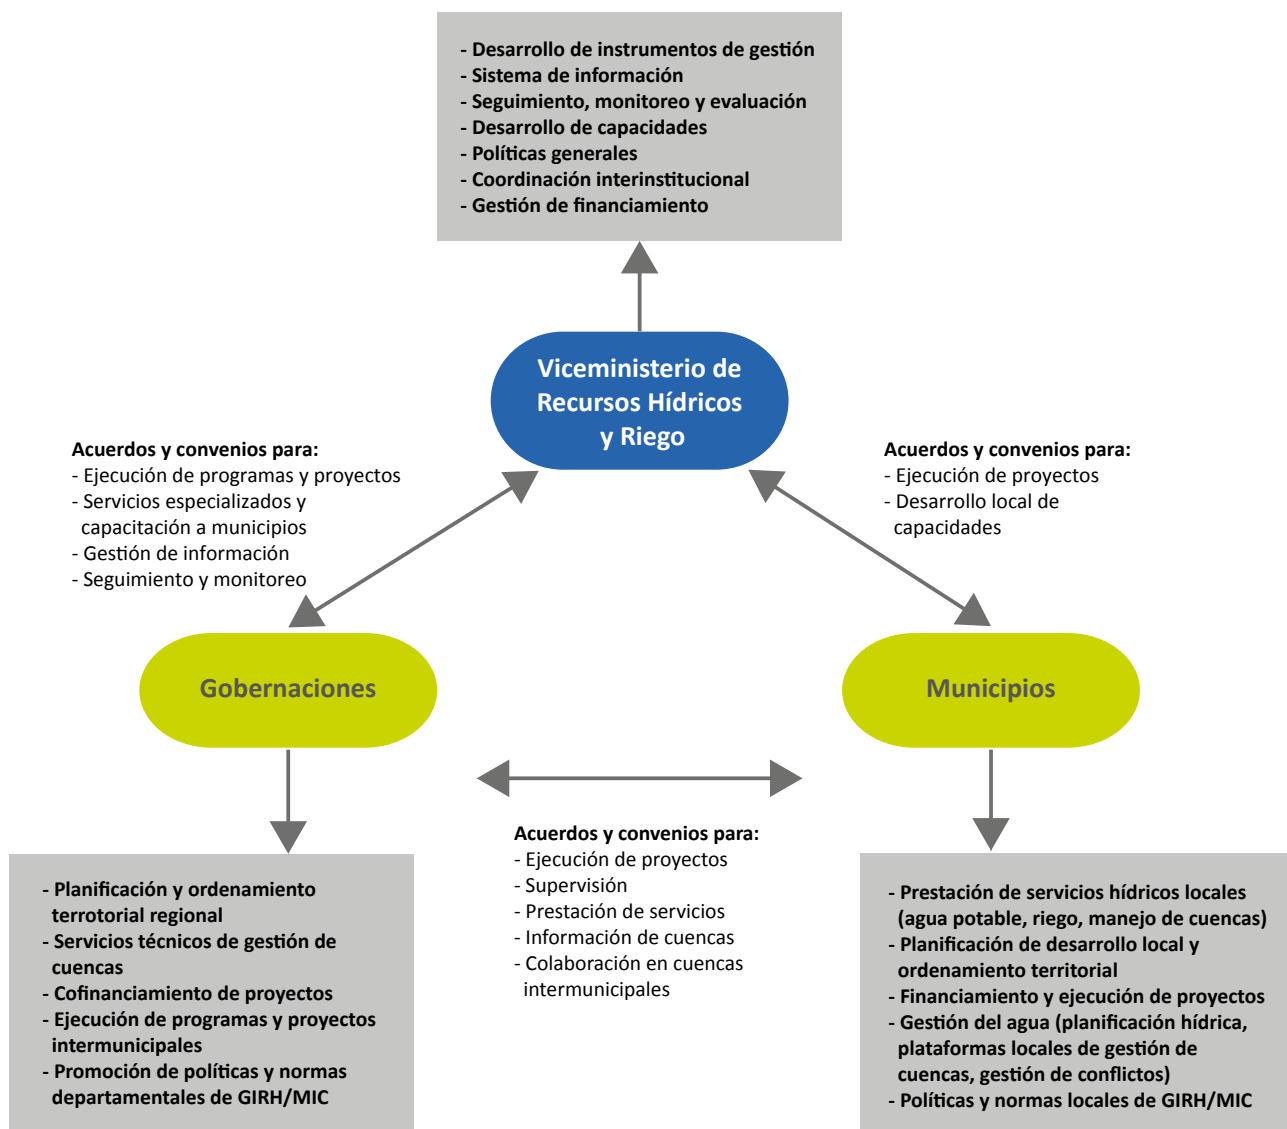 - Desarrollo de instrumentos de gestión
- Sistema de información
- Seguimiento, monitoreo y evaluación
- Desarrollo de capacidades
- Políticas generales
- Coordinación interinstitucional
- Gestión de financiamiento
Viceministerio de
Recursos Hídricos
y Riego
Acuerdos y convenios para:
- Ejecución de programas y proyectos
- Servicios especializados y
capacitación a municipios
- Gestión de información
- Seguimiento y monitoreo
Acuerdos y convenios para:
- Ejecución de proyectos
- Desarrollo local de
capacidades
Gobernaciones
Municipios
Acuerdos y convenios para:
- Ejecución de proyectos
- Supervisión
- Prestación de servicios
- Información de cuencas
- Colaboración en cuencas
intermunicipales
- Planificación y ordenamiento
terrotorial regional
- Servicios técnicos de gestión de
cuencas
- Cofinanciamiento de proyectos
- Ejecución de programas y proyectos
intermunicipales
- Promoción de políticas y normas
departamentales de GIRH/MIC
- Prestación de servicios hídricos locales
(agua potable, riego, manejo de cuencas)
- Planificación de desarrollo local y
ordenamiento territorial
- Financiamiento y ejecución de proyectos
- Gestión del agua (planificación hídrica,
plataformas locales de gestión de
cuencas, gestión de conflictos)
- Políticas y normas locales de GIRH/MIC